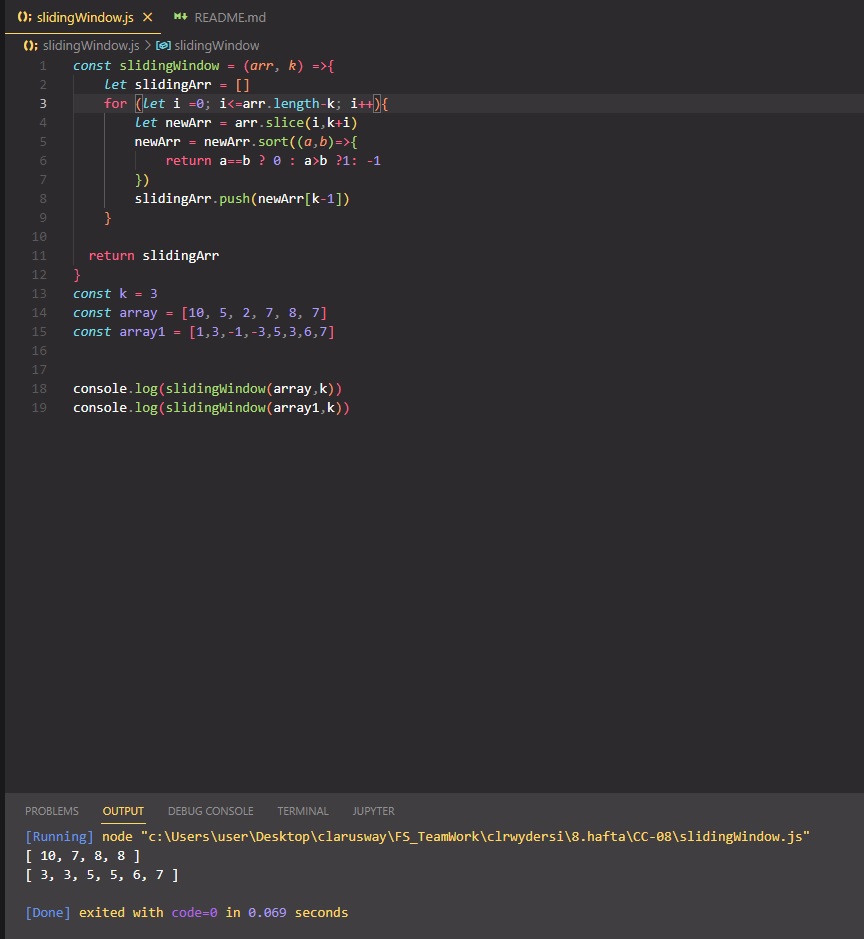 slidingWindow.js × README.md
slidingWindow.js > slidingWindow
1 const slidingWindow = (arr, k) =>{
2     let slidingArr = []
3     for (let i =0; i<=arr.length-k; i++){
4         let newArr = arr.slice(i,k+i)
5         newArr = newArr.sort((a,b)=>{
6             return a==b ? 0 : a>b ?1: -1
7         })
8         slidingArr.push(newArr[k-1])
9     }
10
11   return slidingArr
12 }
13 const k = 3
14 const array = [10, 5, 2, 7, 8, 7]
15 const array1 = [1,3,-1,-3,5,3,6,7]
16
17
18 console.log(slidingWindow(array,k))
19 console.log(slidingWindow(array1,k))
PROBLEMS OUTPUT DEBUG CONSOLE TERMINAL JUPYTER
[Running] node "c:\Users\user\Desktop\clarusway\FS_TeamWork\clrwydersi\8.hafta\CC-08\slidingWindow.js"
[ 10, 7, 8, 8 ]
[ 3, 3, 5, 5, 6, 7 ]
[Done] exited with code=0 in 0.069 seconds